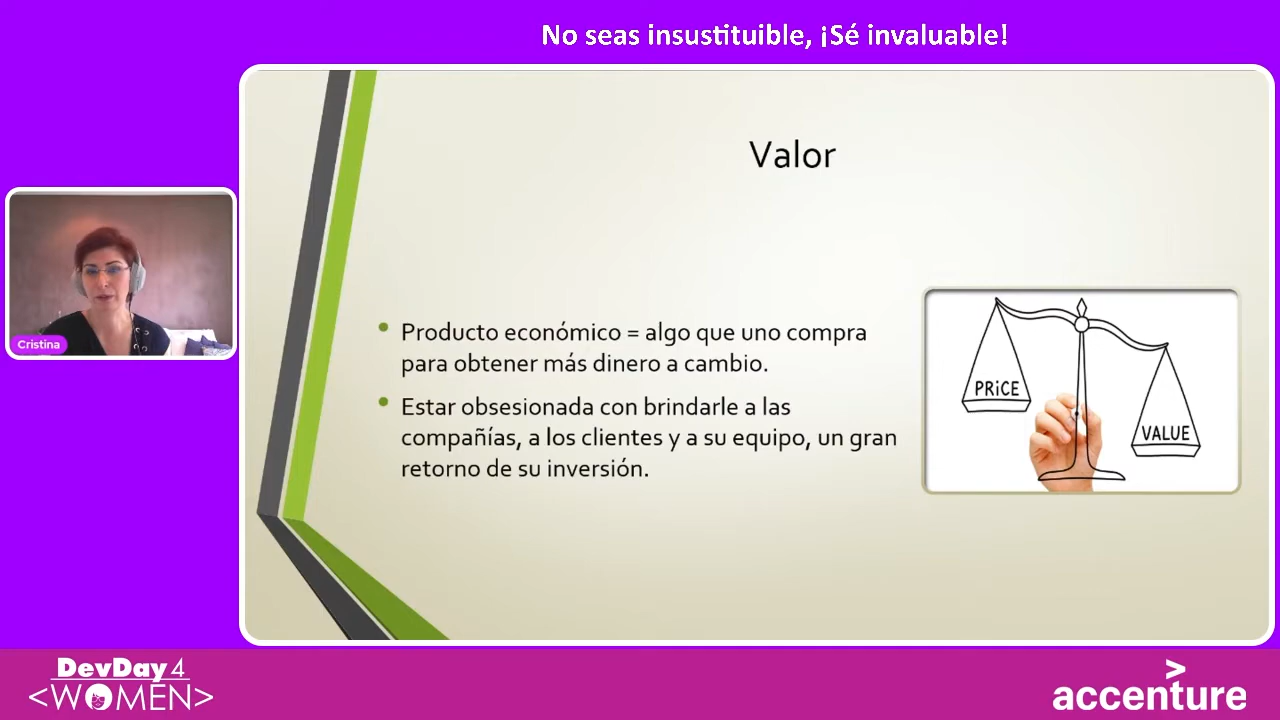 No seas insustituible, ¡Sé invaluable!
Valor
• Producto económico = algo que uno compra
para obtener más dinero a cambio.
• Estar obsesionada con brindarle a las
compañías, a los clientes y a su equipo, un gran
retorno de su inversión.
PRiCE
VALUE
Cristina
DevDay 4
<WOMEN>
accenture